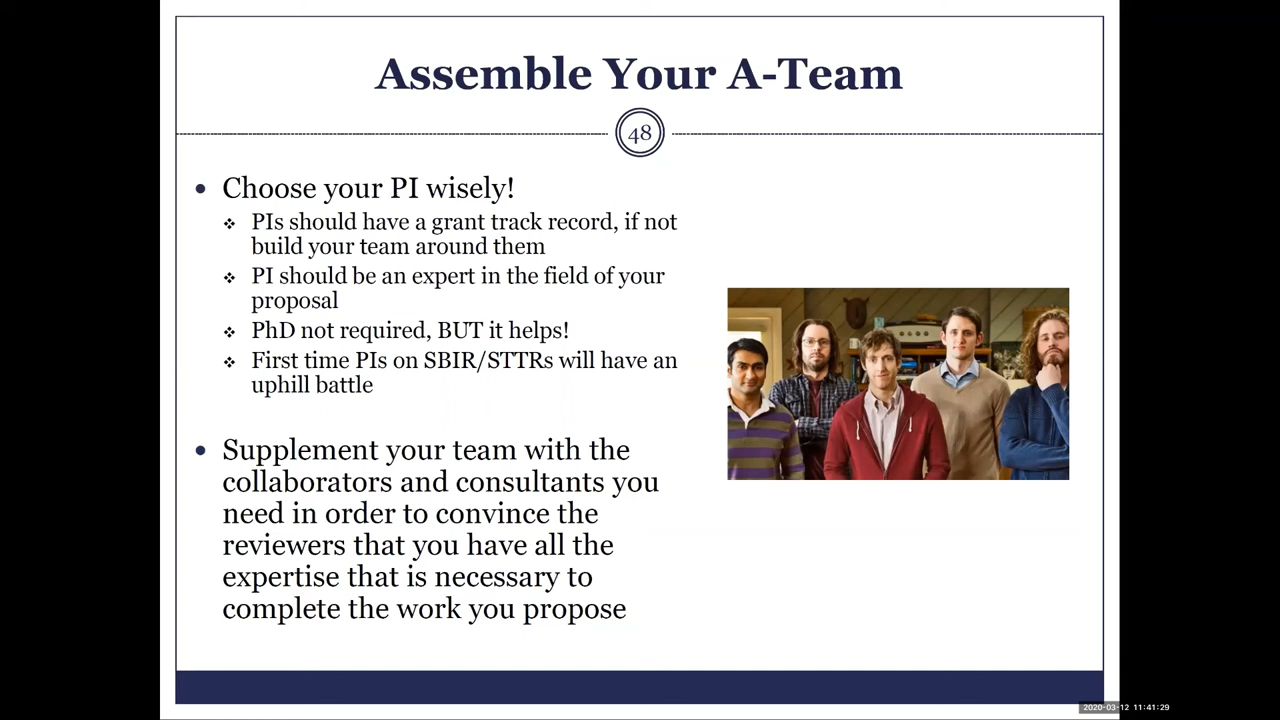 Assemble Your A-Team
48
• Choose your PI wisely!
❖ PIs should have a grant track record, if not
build your team around them
❖ PI should be an expert in the field of your
proposal
❖ PhD not required, BUT it helps!
❖ First time PIs on SBIR/STTRs will have an
uphill battle
• Supplement your team with the
collaborators and consultants you
need in order to convince the
reviewers that you have all the
expertise that is necessary to
complete the work you propose
2020-03-12 11:41:29